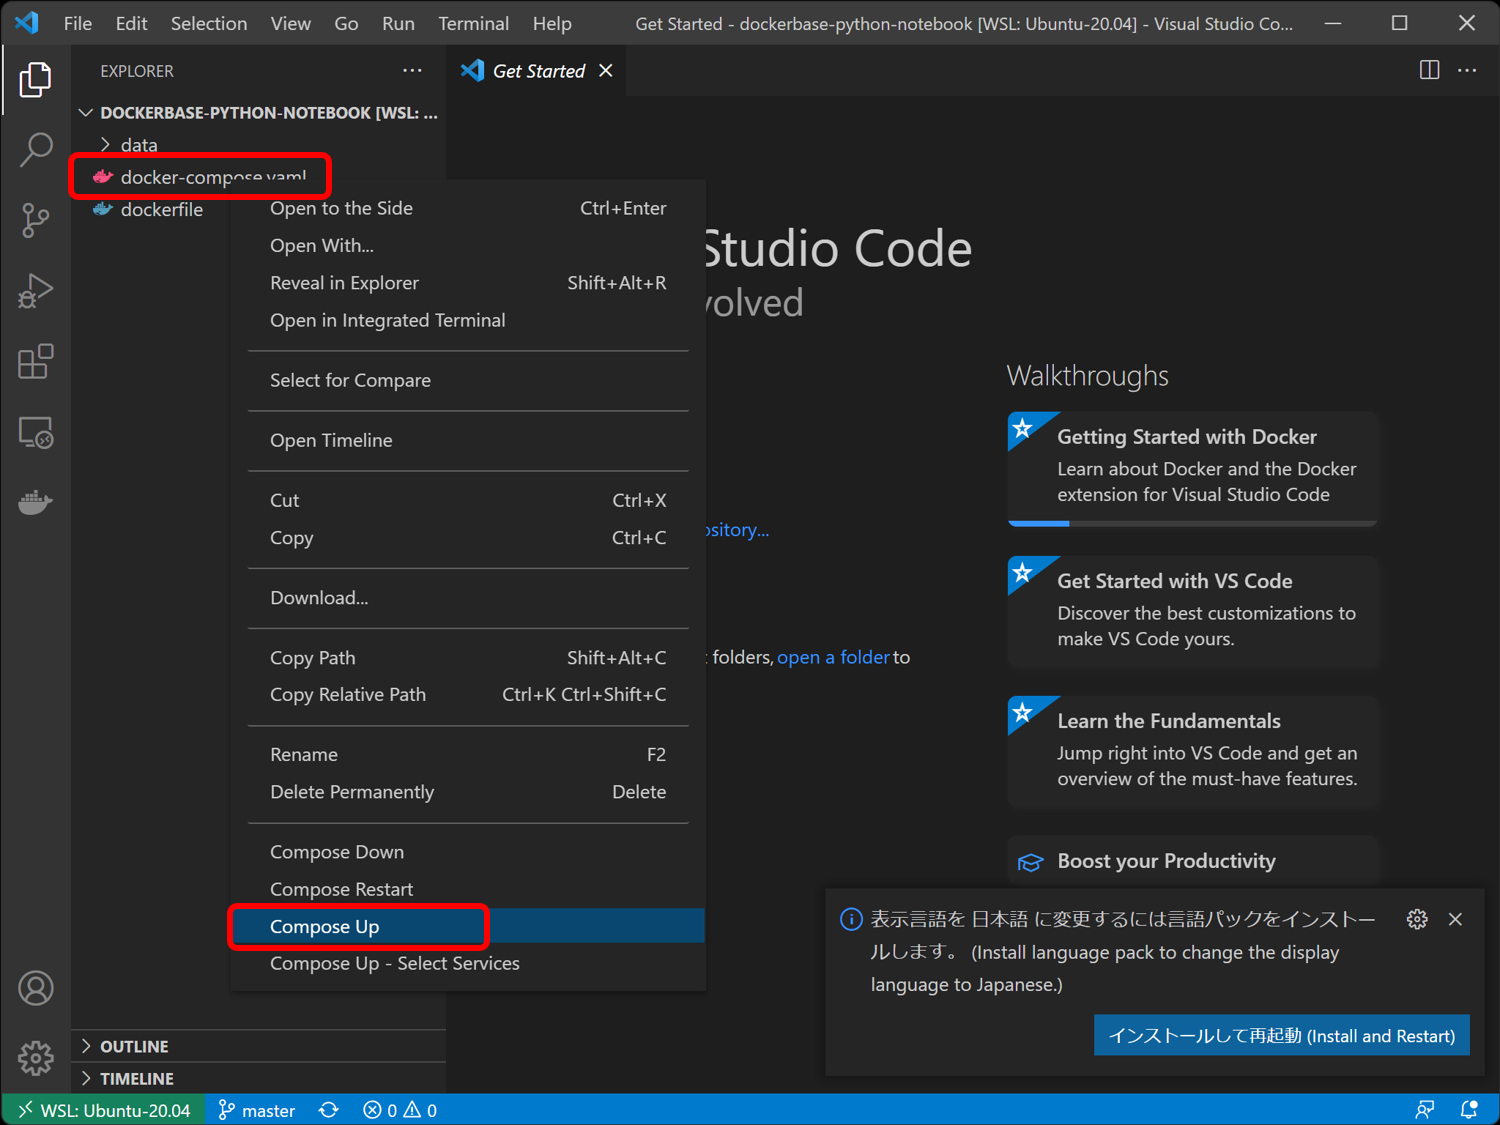 File Edit Selection View Go Run Terminal Help Get Started - dockerbase-python-notebook [WSL: Ubuntu-20.04] - Visual Studio Co...
EXPLORER
Get Started
DOCKERBASE-PYTHON-NOTEBOOK [WSL: ...
data
docker-compose.yaml
dockerfile
Open to the Side Ctrl+Enter
Open With...
Reveal in Explorer Shift+Alt+R
Open in Integrated Terminal
Select for Compare
Open Timeline
Cut Ctrl+X
Copy Ctrl+C
Download...
Copy Path Shift+Alt+C
Copy Relative Path Ctrl+K Ctrl+Shift+C
Rename F2
Delete Permanently Delete
Compose Down
Compose Restart
Compose Up
Compose Up - Select Services
Studio Code
volved
ository...
folders, open a folder to
Walkthroughs
Getting Started with Docker
Learn about Docker and the Docker
extension for Visual Studio Code
Get Started with VS Code
Discover the best customizations to
make VS Code yours.
Learn the Fundamentals
Jump right into VS Code and get an
overview of the must-have features.
Boost your Productivity
表示言語を 日本語 に変更するには言語パックをインストー
ルします。 (Install language pack to change the display
language to Japanese.)
インストールして再起動 (Install and Restart)
OUTLINE
TIMELINE
WSL: Ubuntu-20.04 master 0 0